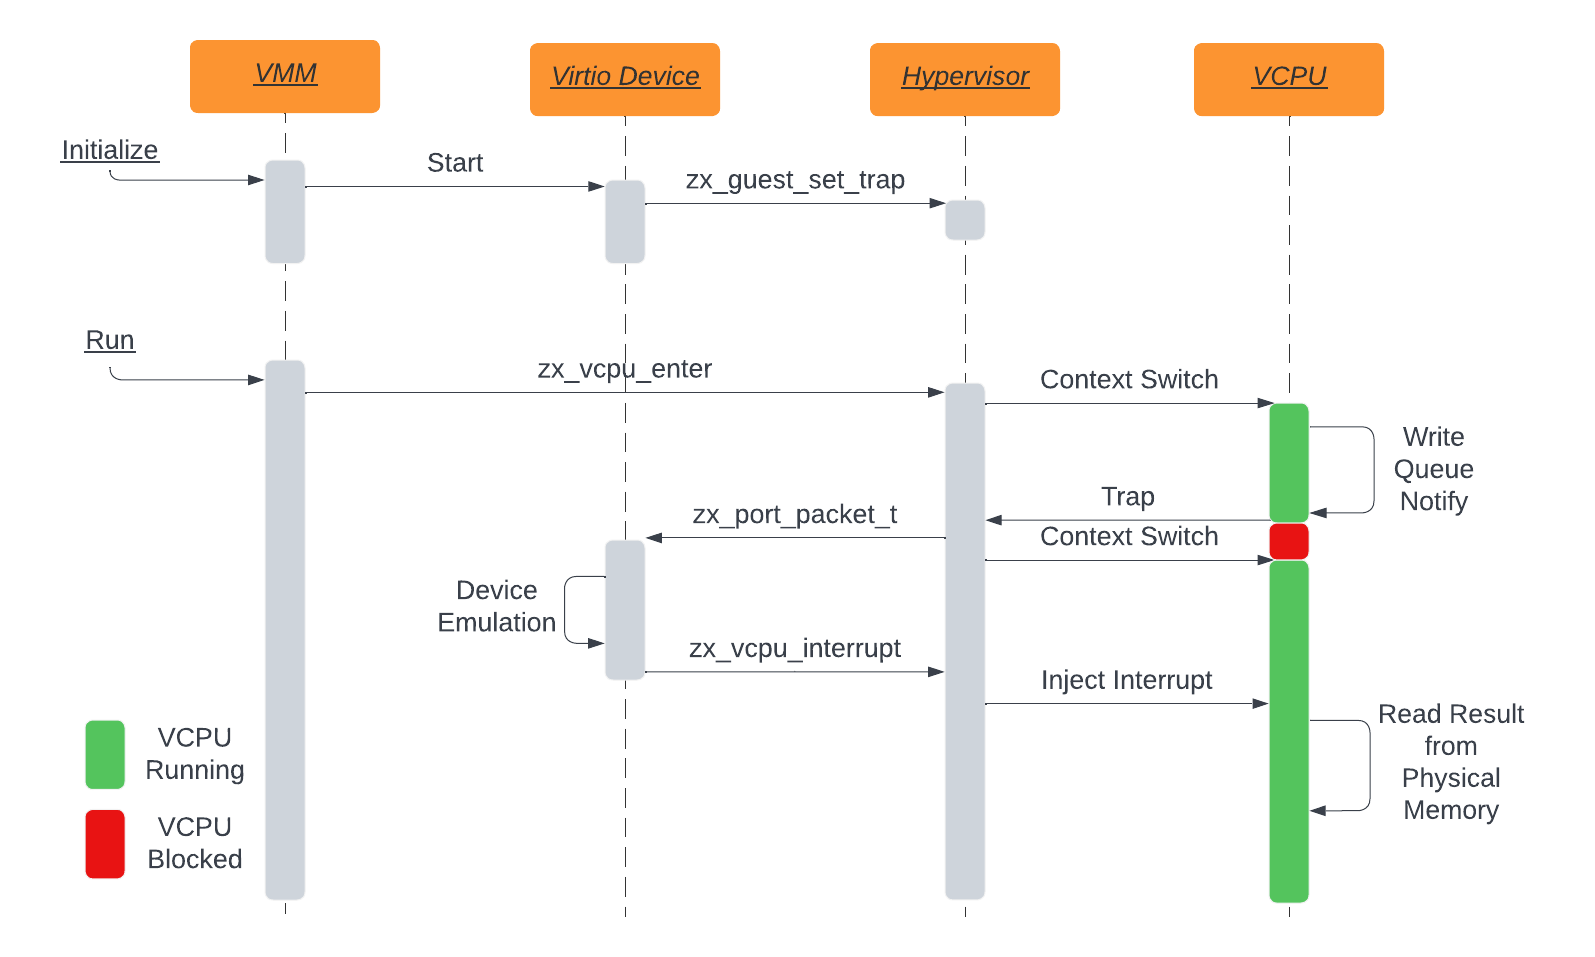 VMM
Virtio Device
Hypervisor
VCPU
Initialize
Start
zx_guest_set_trap
Run
zx_vcpu_enter
Context Switch
Write
Queue
Notify
Trap
zx_port_packet_t
Context Switch
Device
Emulation
zx_vcpu_interrupt
Inject Interrupt
Read Result
from
Physical
Memory
VCPU
Running
VCPU
Blocked